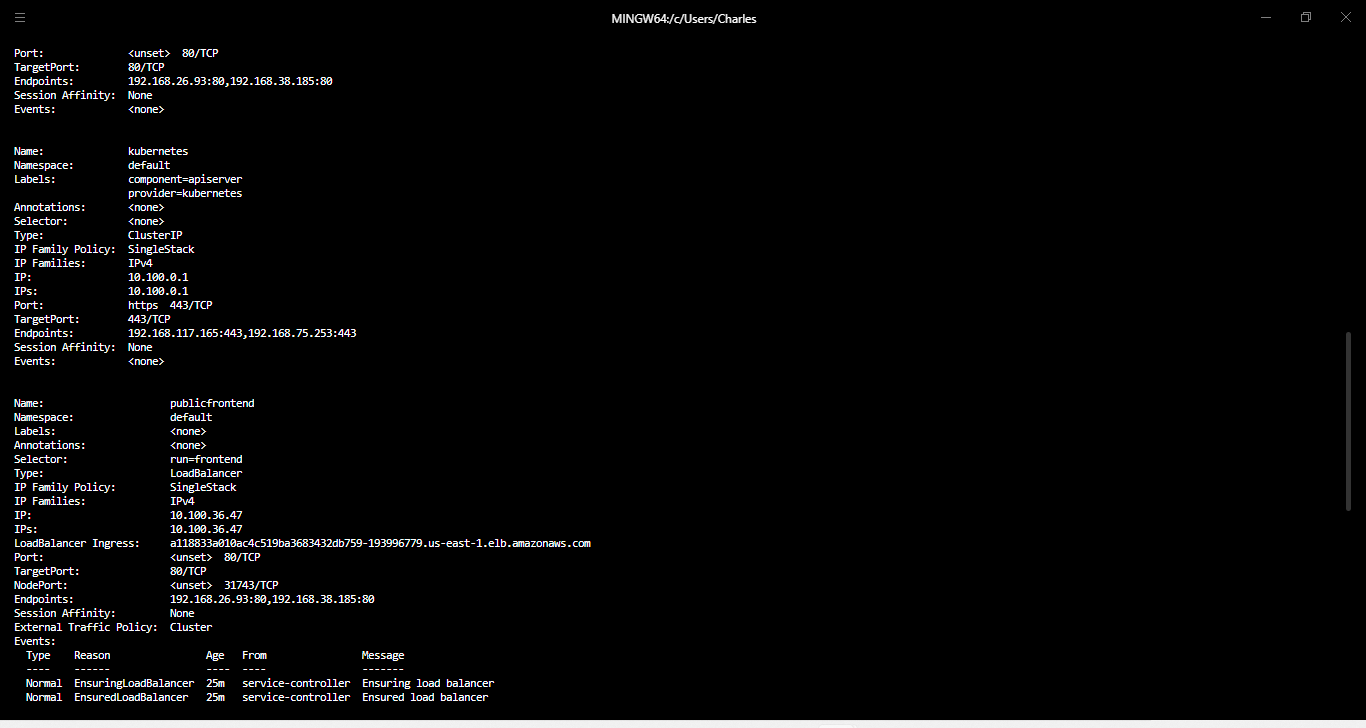 MINGW64:/c/Users/Charles
Port:              <unset>  80/TCP
TargetPort:        80/TCP
Endpoints:         192.168.26.93:80,192.168.38.185:80
Session Affinity:  None
Events:            <none>
Name:              kubernetes
Namespace:         default
Labels:            component=apiserver
                   provider=kubernetes
Annotations:       <none>
Selector:          <none>
Type:              ClusterIP
IP Family Policy:  SingleStack
IP Families:       IPv4
IP:                10.100.0.1
IPs:               10.100.0.1
Port:              https  443/TCP
TargetPort:        443/TCP
Endpoints:         192.168.117.165:443,192.168.75.253:443
Session Affinity:  None
Events:            <none>
Name:                     publicfrontend
Namespace:                default
Labels:                   <none>
Annotations:              <none>
Selector:                 run=frontend
Type:                     LoadBalancer
IP Family Policy:         SingleStack
IP Families:              IPv4
IP:                       10.100.36.47
IPs:                      10.100.36.47
LoadBalancer Ingress:     a118833a010ac4c519ba3683432db759-193996779.us-east-1.elb.amazonaws.com
Port:                     <unset>  80/TCP
TargetPort:               80/TCP
NodePort:                 <unset>  31743/TCP
Endpoints:                192.168.26.93:80,192.168.38.185:80
Session Affinity:         None
External Traffic Policy:  Cluster
Events:
  Type    Reason                Age   From                Message
  ----    ------                ----  ----                -------
  Normal  EnsuringLoadBalancer  25m   service-controller  Ensuring load balancer
  Normal  EnsuredLoadBalancer   25m   service-controller  Ensured load balancer